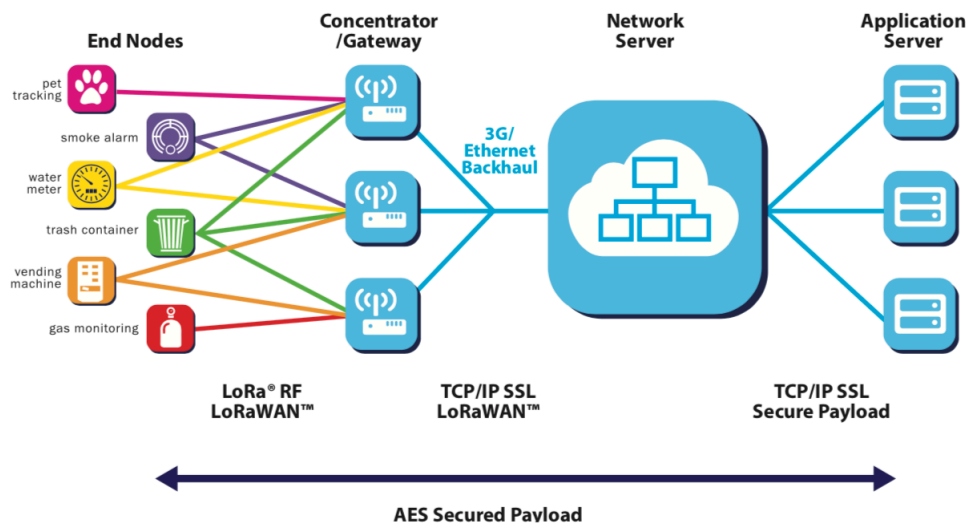 End Nodes
Concentrator
/Gateway
Network
Server
Application
Server
pet
tracking
smoke alarm
water
meter
trash container
vending
machine
gas monitoring
3G/
Ethernet
Backhaul
LoRa® RF
LoRaWAN™
TCP/IP SSL
LoRaWAN™
TCP/IP SSL
Secure Payload
AES Secured Payload